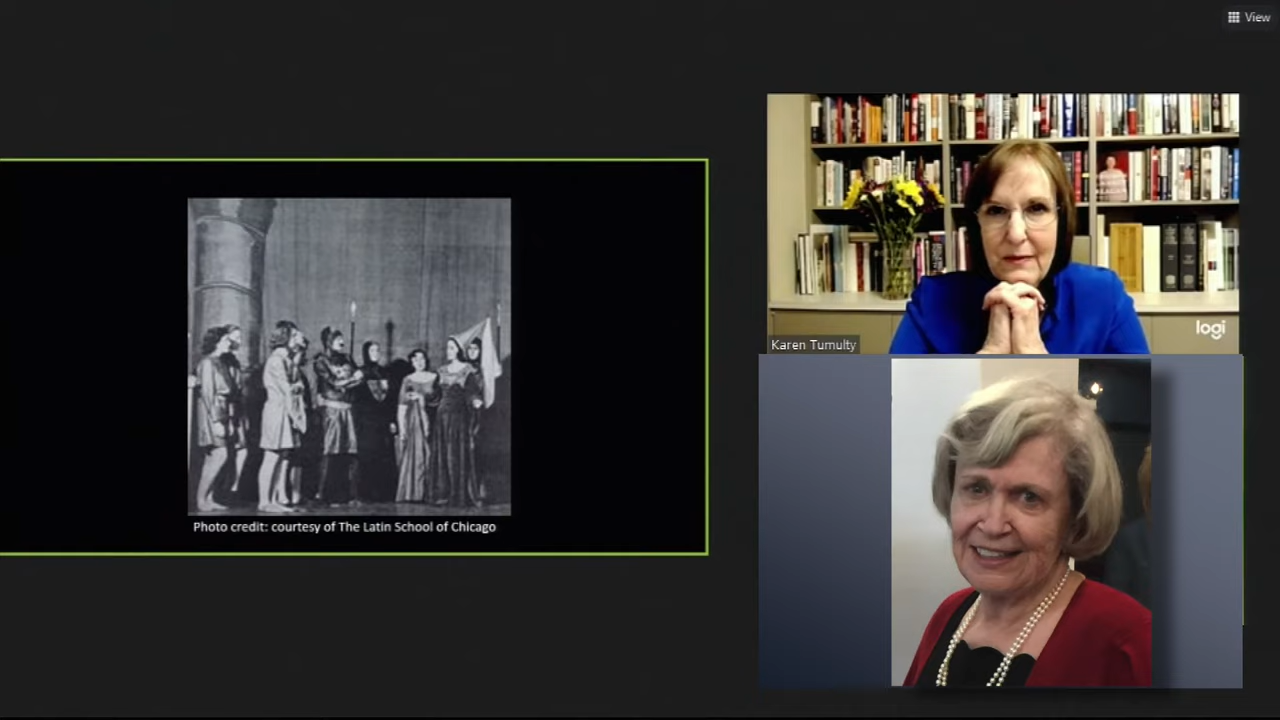 View
Karen Tumulty
logi
Photo credit: courtesy of The Latin School of Chicago